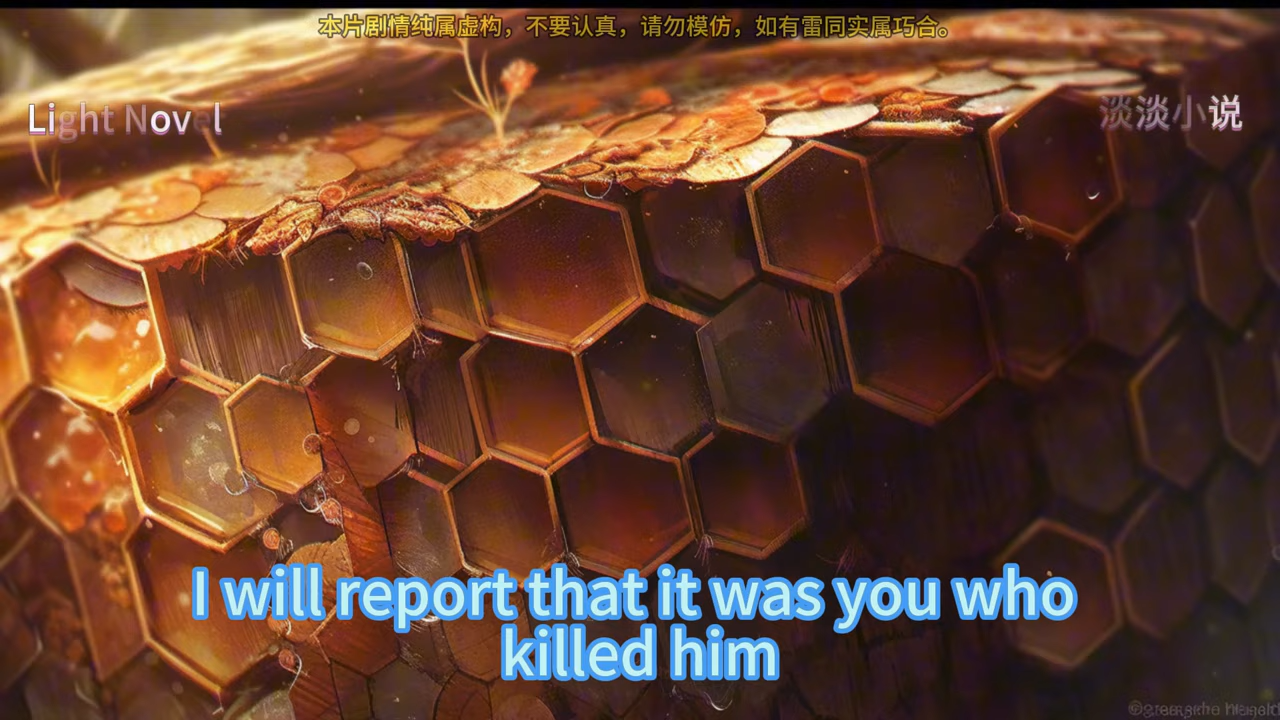 本片剧情纯属虚构，不要认真，请勿模仿，如有雷同实属巧合。
Light Novel
淡淡小说
I will report that it was you who
killed him